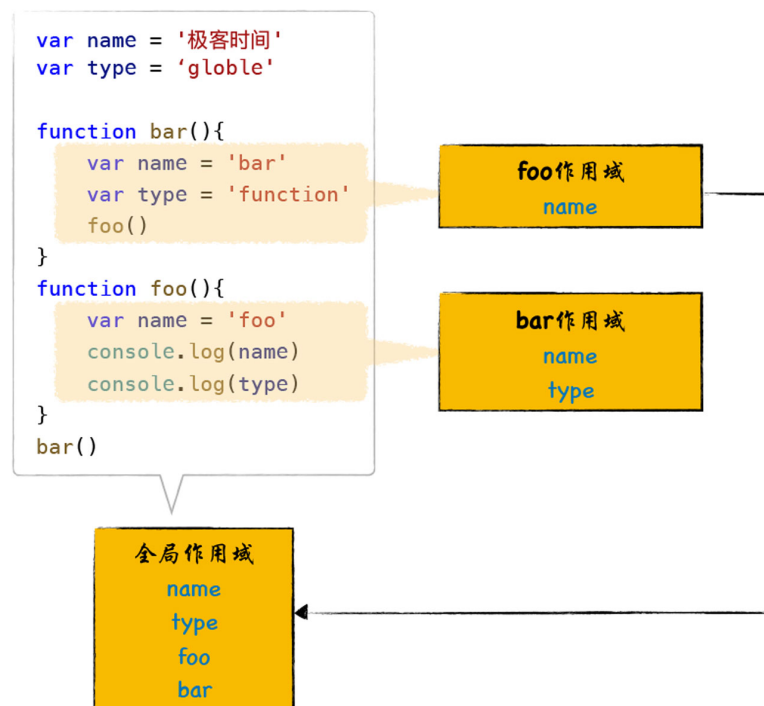 var name = '极客时间'
var type = ‘globle'
function bar(){
var name = 'bar'
var type = 'function'
foo()
}
function foo(){
var name = 'foo'
console.log(name)
console.log(type)
}
bar()
foo作用域
name
bar作用域
name
type
全局作用域
name
type
foo
bar